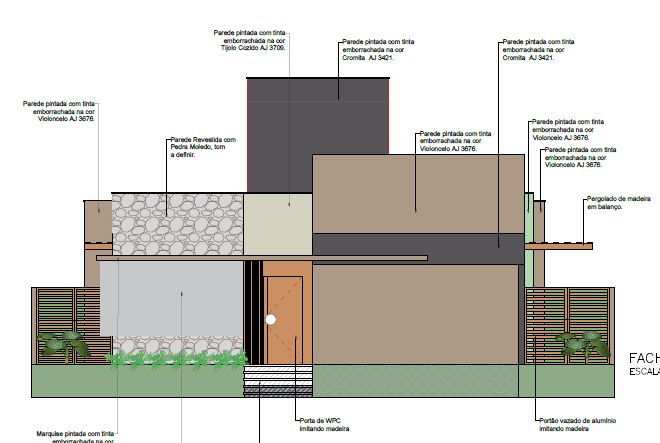 Parede pintada com tinta
emborrachada na cor
Tijolo Cozido AJ 3709.
Parede pintada com tinta
emborrachada na cor
Cromita AJ 3421.
Parede pintada com tinta
emborrachada na cor
Cromita AJ 3421.
Parede pintada com tinta
emborrachada na cor
Violoncelo AJ 3676.
Parede Revestida com
Pedra Moledo, tom
a definir.
Parede pintada com tinta
emborrachada na cor
Violoncelo AJ 3676.
Parede pintada com tinta
emborrachada na cor
Violoncelo AJ 3676.
Parede pintada com tinta
emborrachada na cor
Violoncelo AJ 3676.
Pergolado de madeira
em balanço.
FACH
ESCALA
Porta de WPC
imitando madeira
Portão vazado de alumínio
imitando madeira
Marquise pintada com tinta
emborrachada na cor